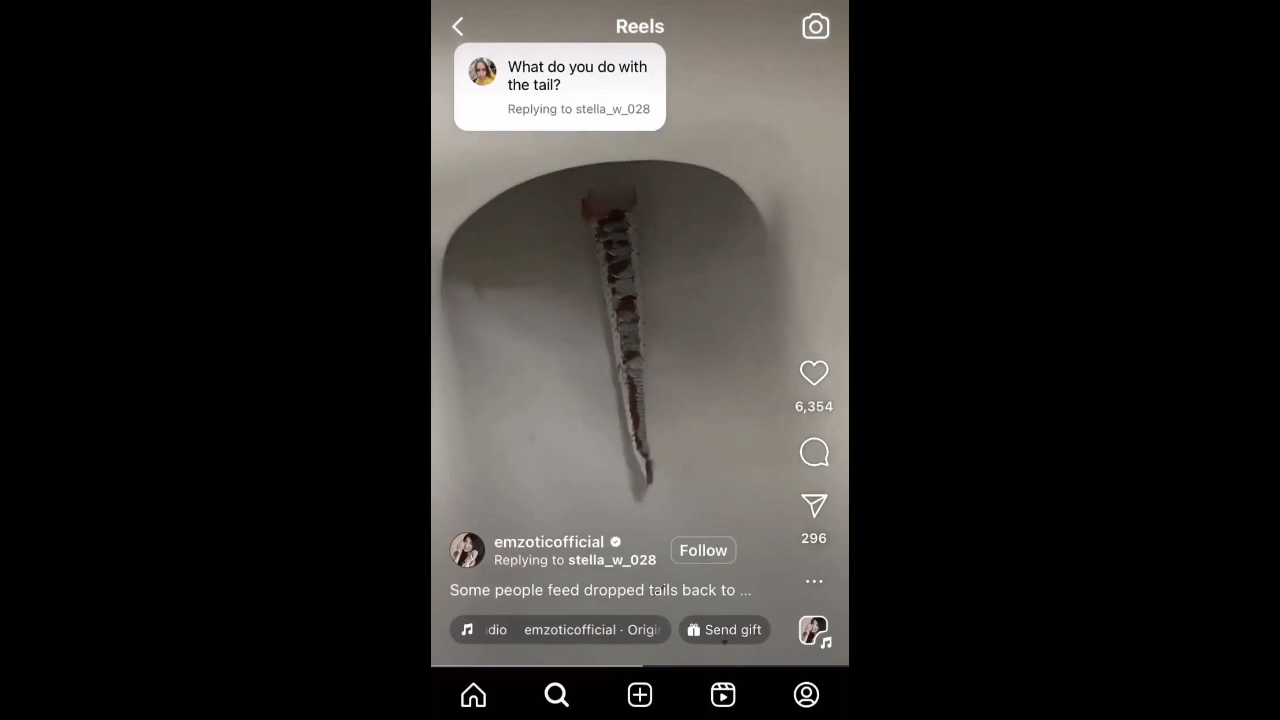 Reels
What do you do with
the tail?
Replying to stella_w_028
6,354
296
emzoticofficial
Replying to stella_w_028
Follow
Some people feed dropped tails back to ...
dio emzoticofficial · Origi
Send gift